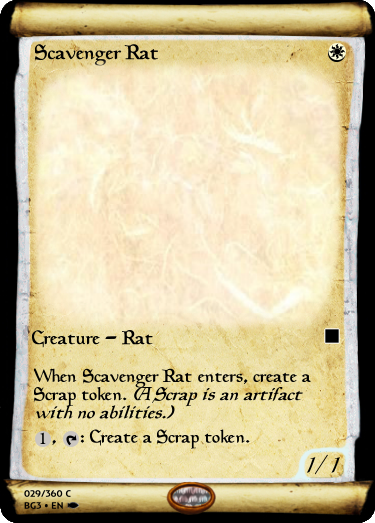 Scavenger Rat
Creature – Rat
When Scavenger Rat enters, create a
Scrap token. (A Scrap is an artifact
with no abilities.)
1, : Create a Scrap token.
1/1
029/360 C
BG3 • EN